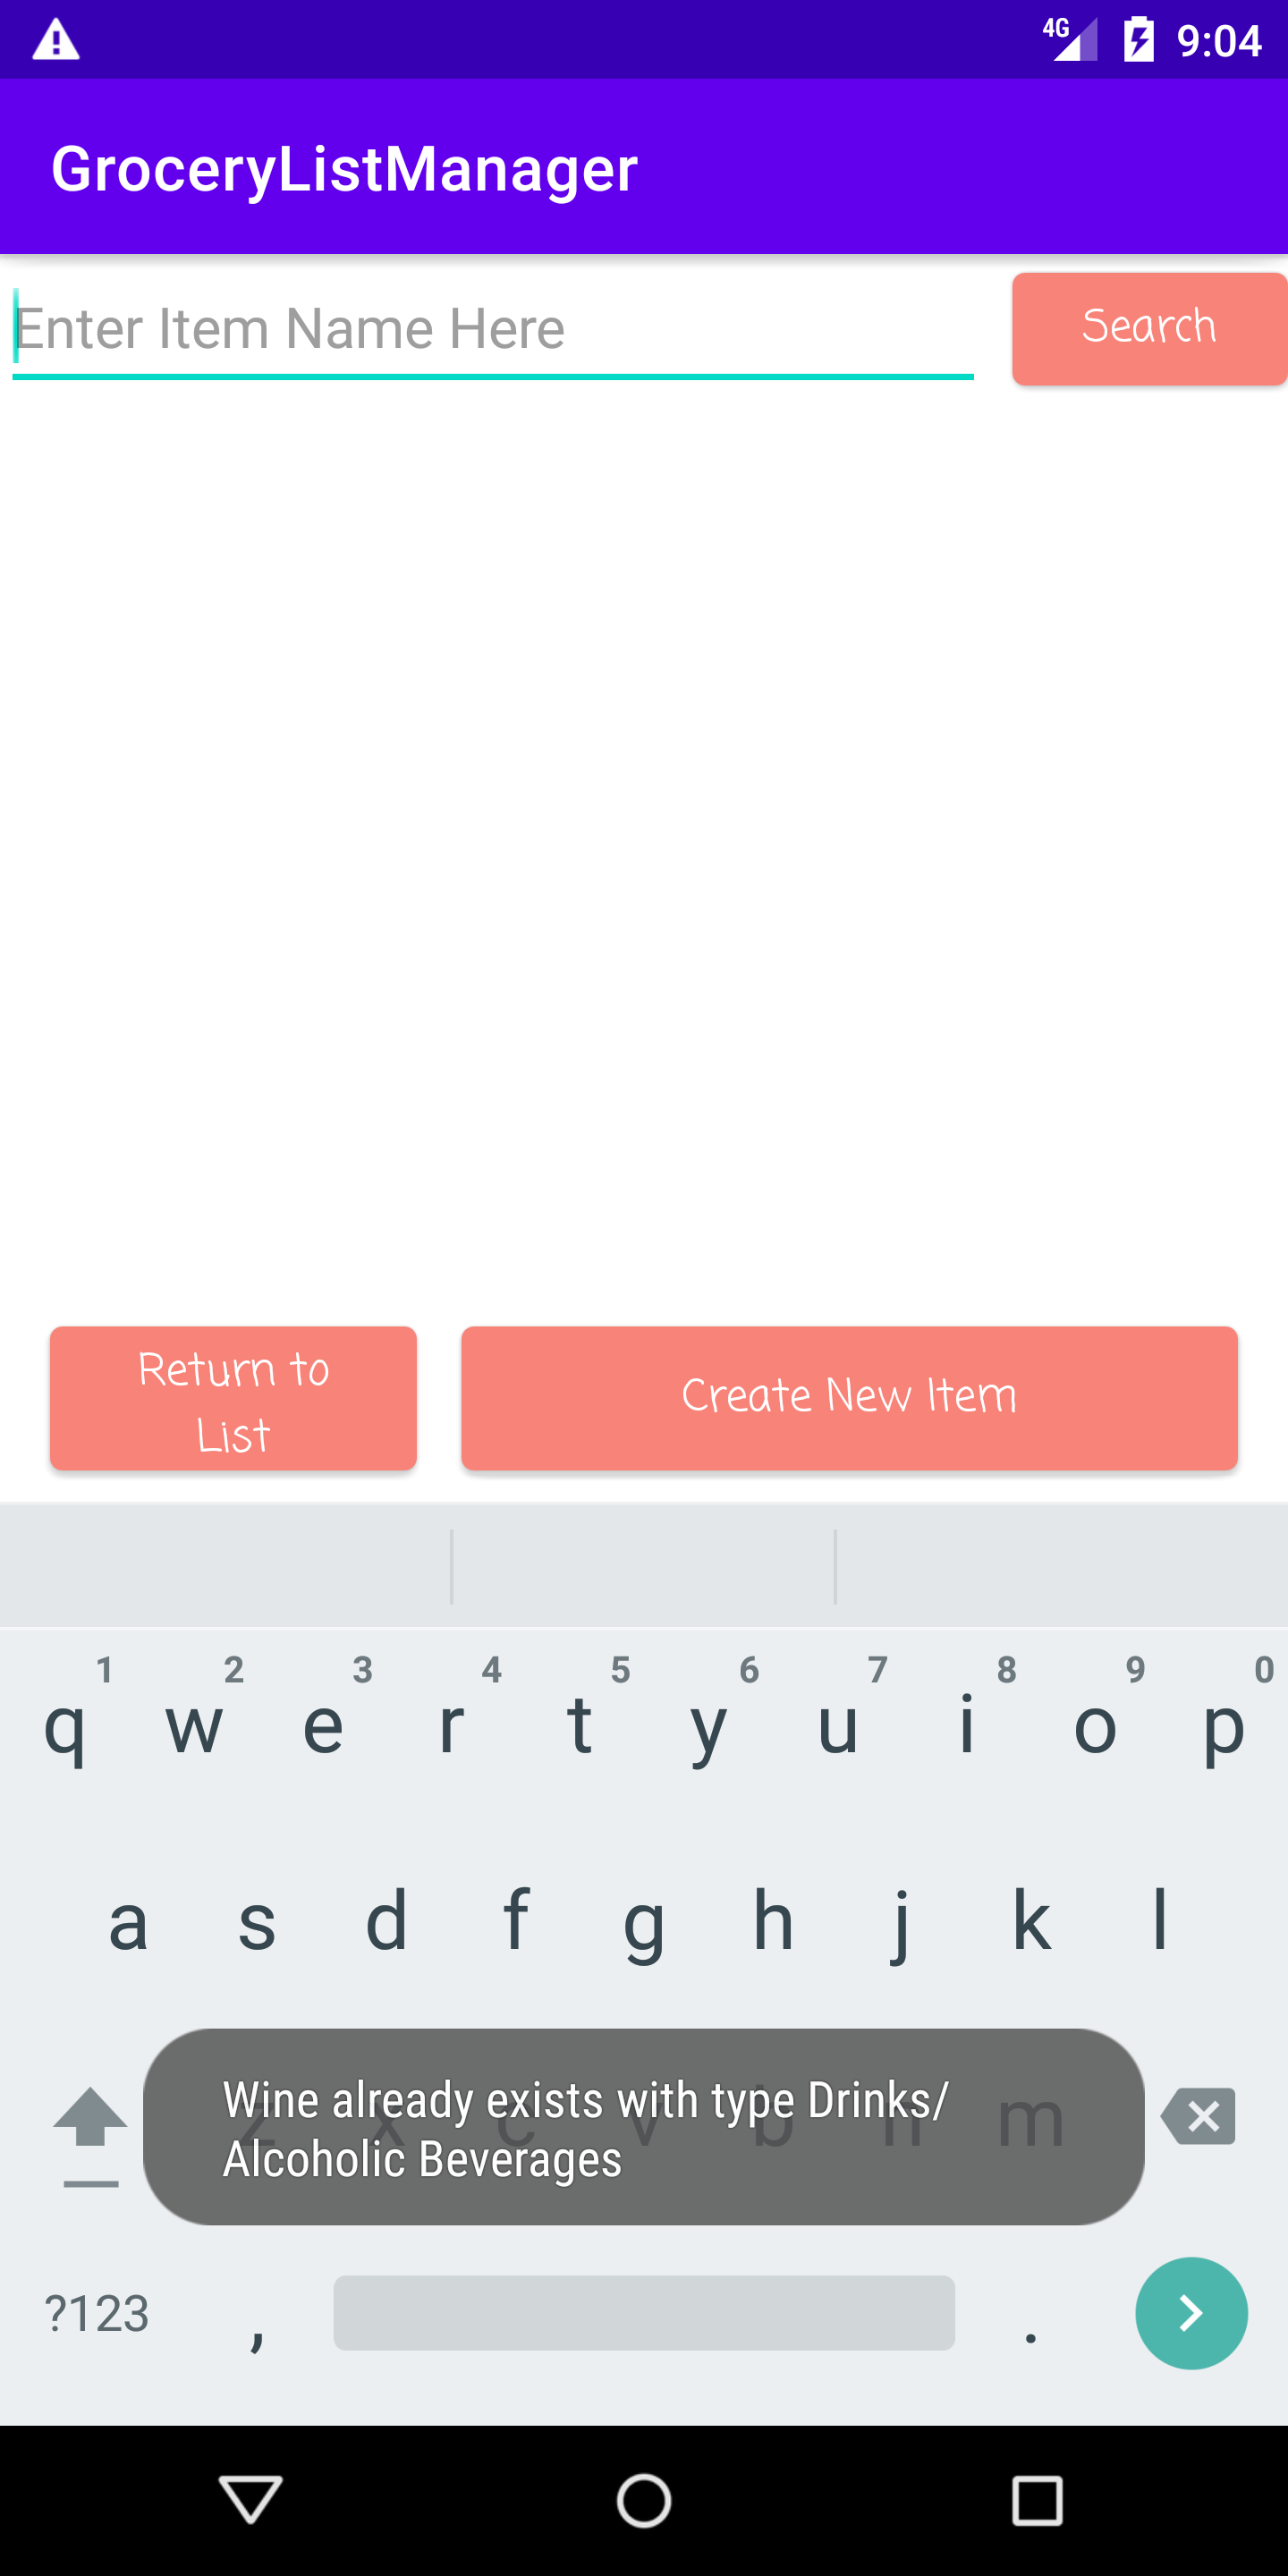 4G 9:04
GroceryListManager
Enter Item Name Here
Search
Return to
List
Create New Item
1 2 3 4 5 6 7 8 9 0
q w e r t y u i o p
a s d f g h j k l
z x c v b n m
Wine already exists with type Drinks/
Alcoholic Beverages
?123 , .